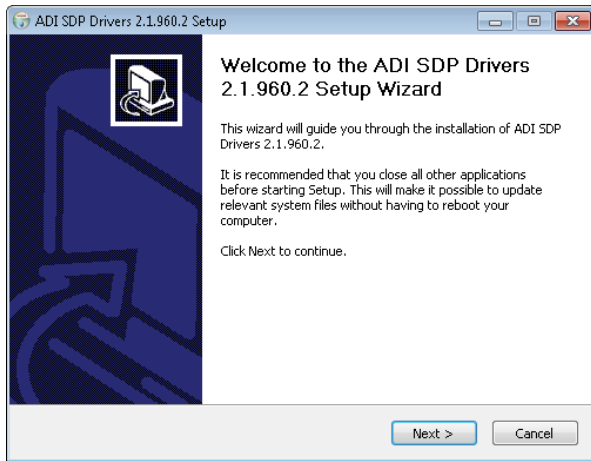 ADI SDP Drivers 2.1.960.2 Setup
Welcome to the ADI SDP Drivers
2.1.960.2 Setup Wizard
This wizard will guide you through the installation of ADI SDP
Drivers 2.1.960.2.
It is recommended that you close all other applications
before starting Setup. This will make it possible to update
relevant system files without having to reboot your
computer.
Click Next to continue.
Next >
Cancel